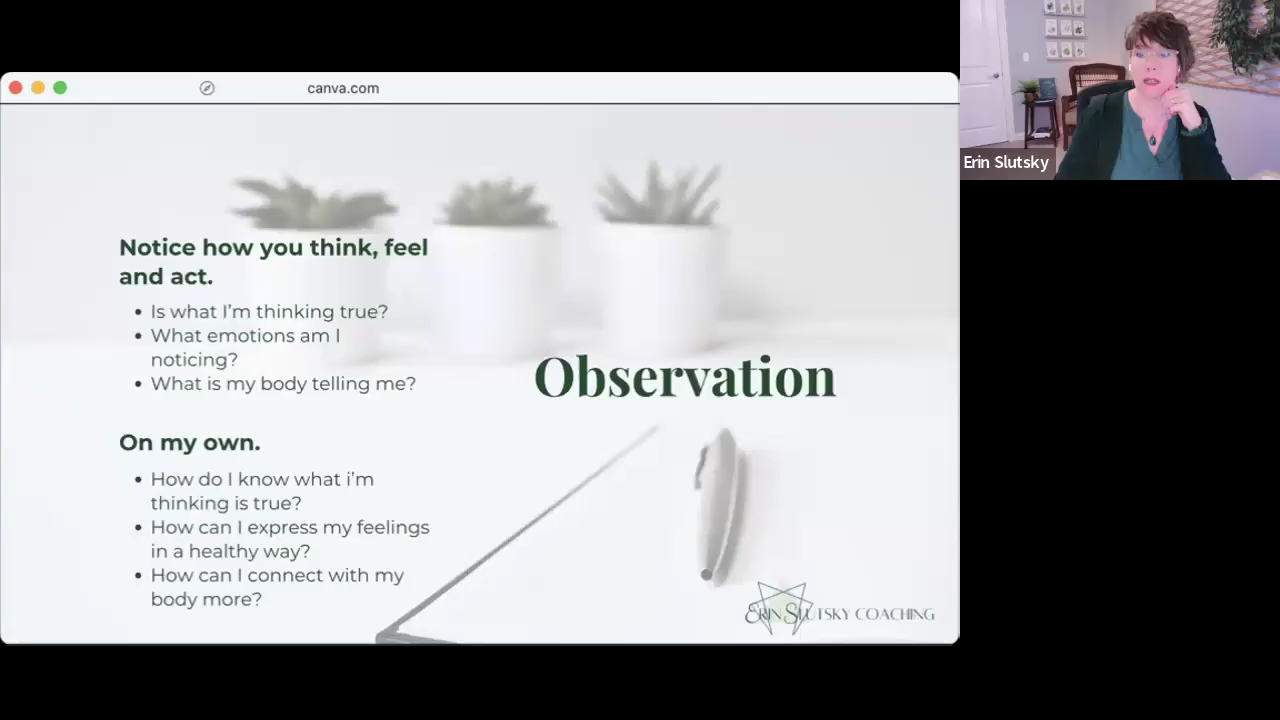 canva.com
Erin Slutsky
Notice how you think, feel
and act.
• Is what I’m thinking true?
• What emotions am I
noticing?
• What is my body telling me?
Observation
On my own.
• How do I know what i’m
thinking is true?
• How can I express my feelings
in a healthy way?
• How can I connect with my
body more?
ERIN SLUTSKY COACHING